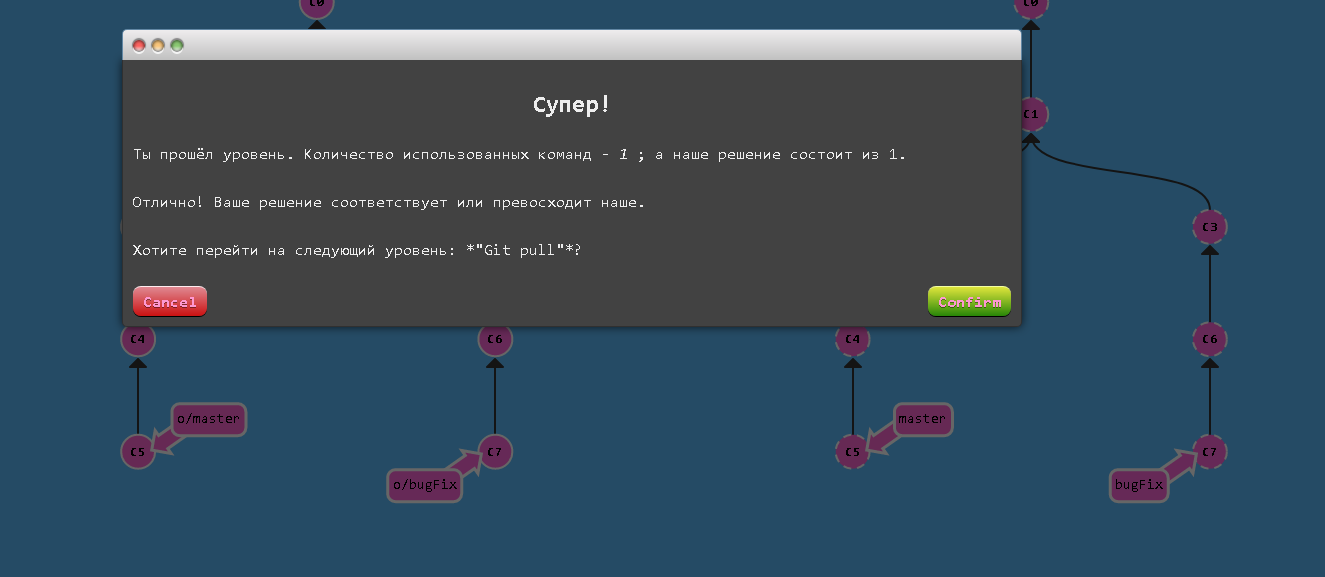 C0
C0
C1
Супер!
Ты прошёл уровень. Количество использованных команд - 1 ; а наше решение состоит из 1.
Отлично! Ваше решение соответствует или превосходит наше.
Хотите перейти на следующий уровень: *"Git pull"*?
Cancel
Confirm
C3
C4
C6
C4
C6
o/master
master
C5
C7
C5
C7
o/bugFix
bugFix